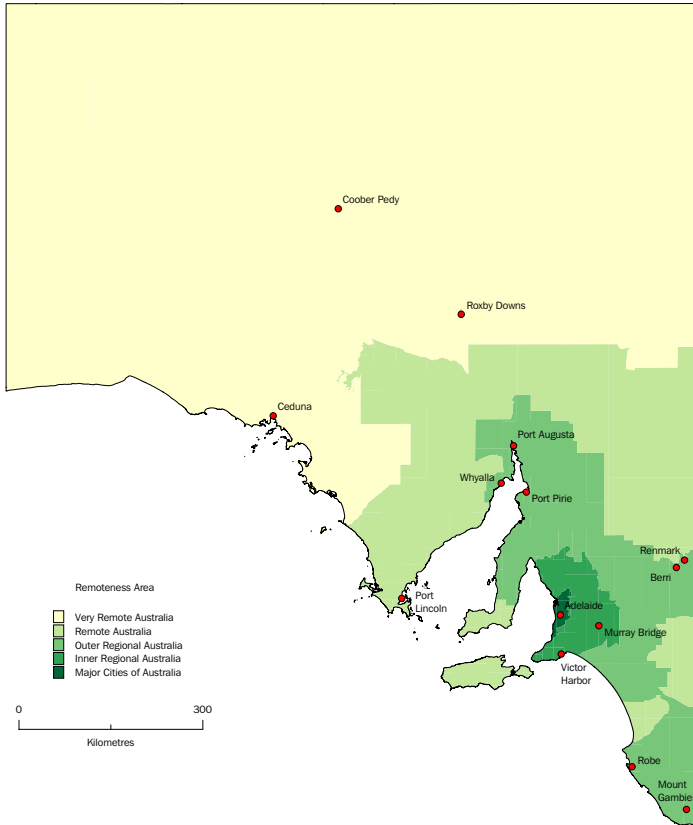 Coober Pedy
Roxby Downs
Ceduna
Port Augusta
Whyalla
Port Pirie
Renmark
Berri
Remoteness Area
Port
Lincoln
Adelaide
Very Remote Australia
Remote Australia
Outer Regional Australia
Inner Regional Australia
Major Cities of Australia
Murray Bridge
Victor
Harbor
0
300
Kilometres
Robe
Mount
Gambie